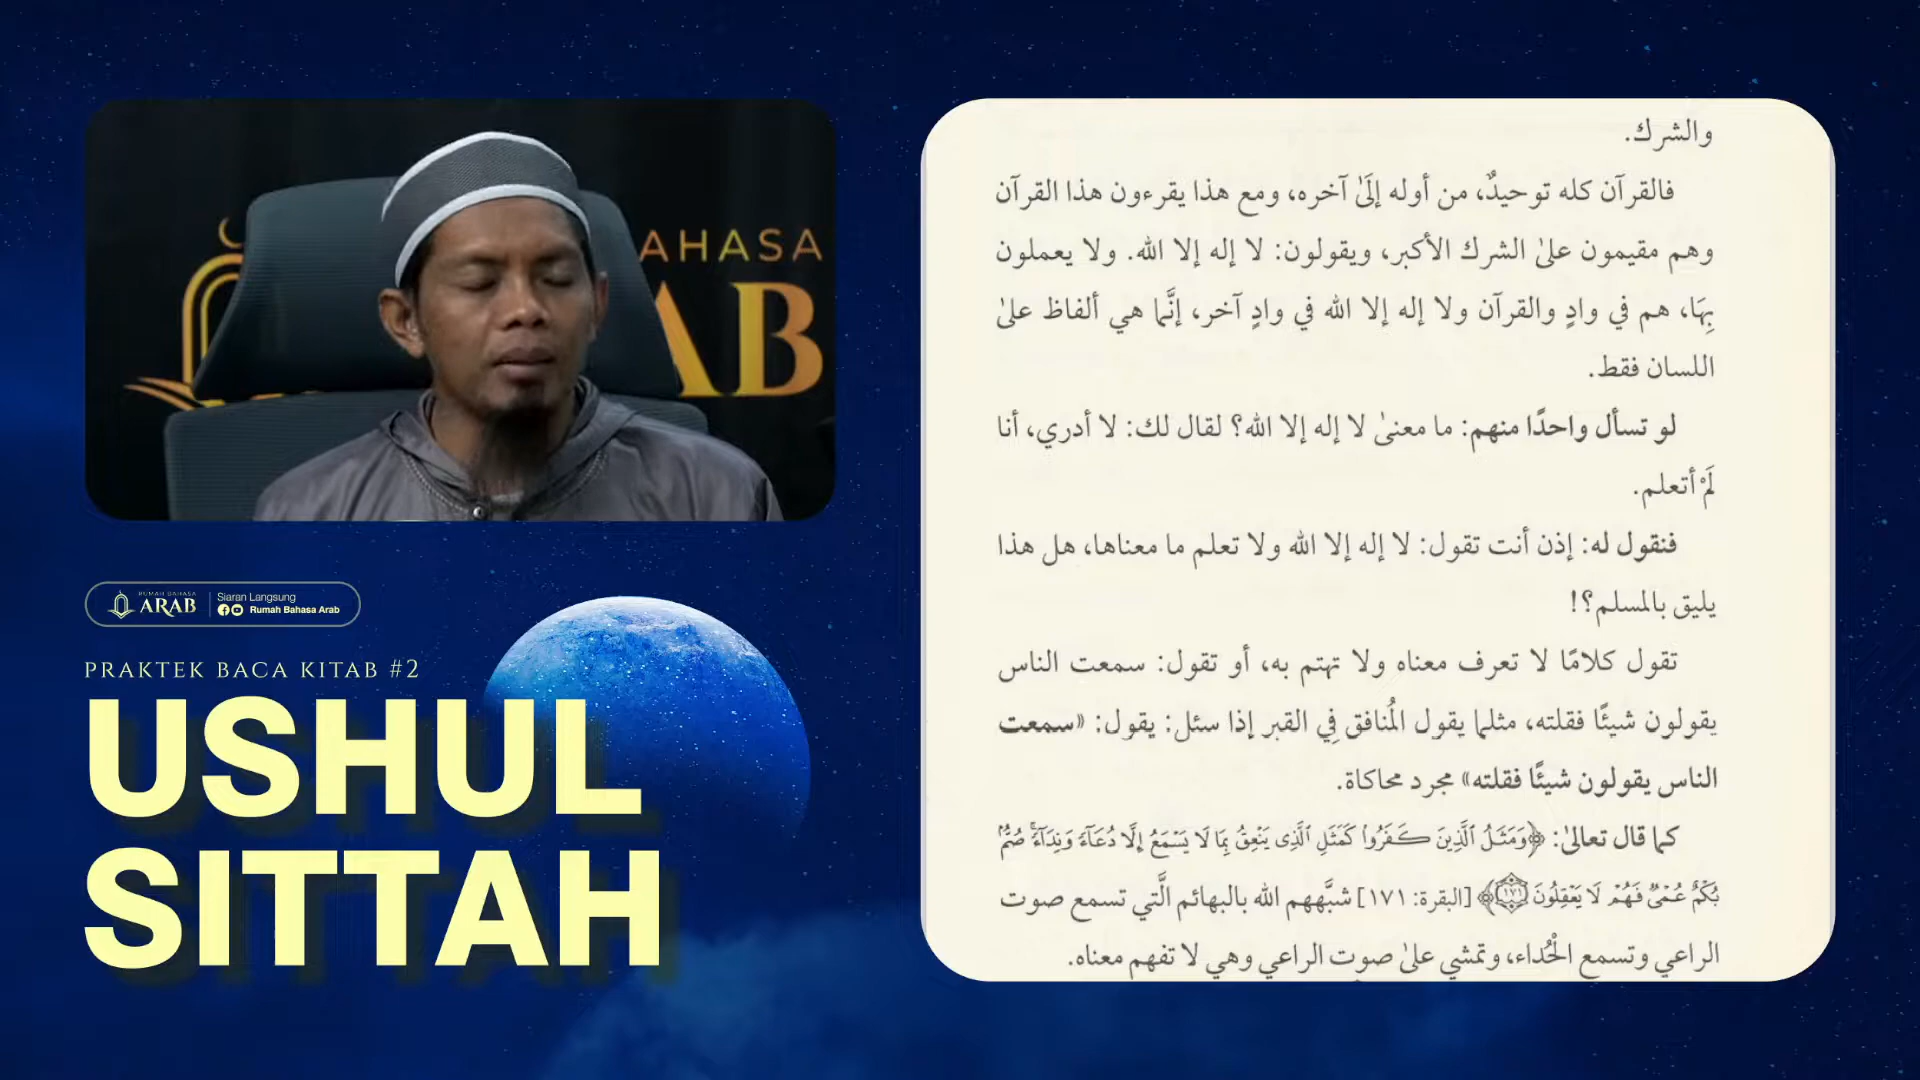 AHASA
AB
RUMAH BAHASA
ARAB
Siaran Langsung
Rumah Bahasa Arab
PRAKTEK BACA KITAB #2
USHUL
SITTAH
والشرك.
فالقرآن كله توحيدٌ، من أوله إلَىٰ آخره، ومع هذا يقرءون هذا القرآن
وهم مقيمون علىٰ الشرك الأكبر، ويقولون: لا إله إلا الله. ولا يعملون
بِهَا، هم في وادٍ والقرآن ولا إله إلا الله في وادٍ آخر، إنَّما هي ألفاظ علىٰ
اللسان فقط.
لو تسأل واحدًا منهم: ما معنىٰ لا إله إلا الله؟ لقال لك: لا أدري، أنا
لَمْ أتعلم.
فنقول له: إذن أنت تقول: لا إله إلا الله ولا تعلم ما معناها، هل هذا
يليق بالمسلم؟!
تقول كلامًا لا تعرف معناه ولا تهتم به، أو تقول: سمعت الناس
يقولون شيئًا فقلته، مثلما يقول المُنافق فِي القبر إذا سئل: يقول: «سمعت
الناس يقولون شيئًا فقلته» مجرد محاكاة.
كما قال تعالىٰ: ﴿وَمَثَلُ ٱلَّذِينَ كَفَرُوا۟ كَمَثَلِ ٱلَّذِى يَنْعِقُ بِمَا لَا يَسْمَعُ إِلَّا دُعَآءً وَنِدَآءً ۚ صُمٌّۢ
بُكْمٌ عُمْىٌ فَهُمْ لَا يَعْقِلُونَ ١٧١﴾ [البقرة: ١٧١] شبَّههم الله بالبهائم الَّتي تسمع صوت
الراعي وتسمع الْحُداء، وتمشي علىٰ صوت الراعي وهي لا تفهم معناه.